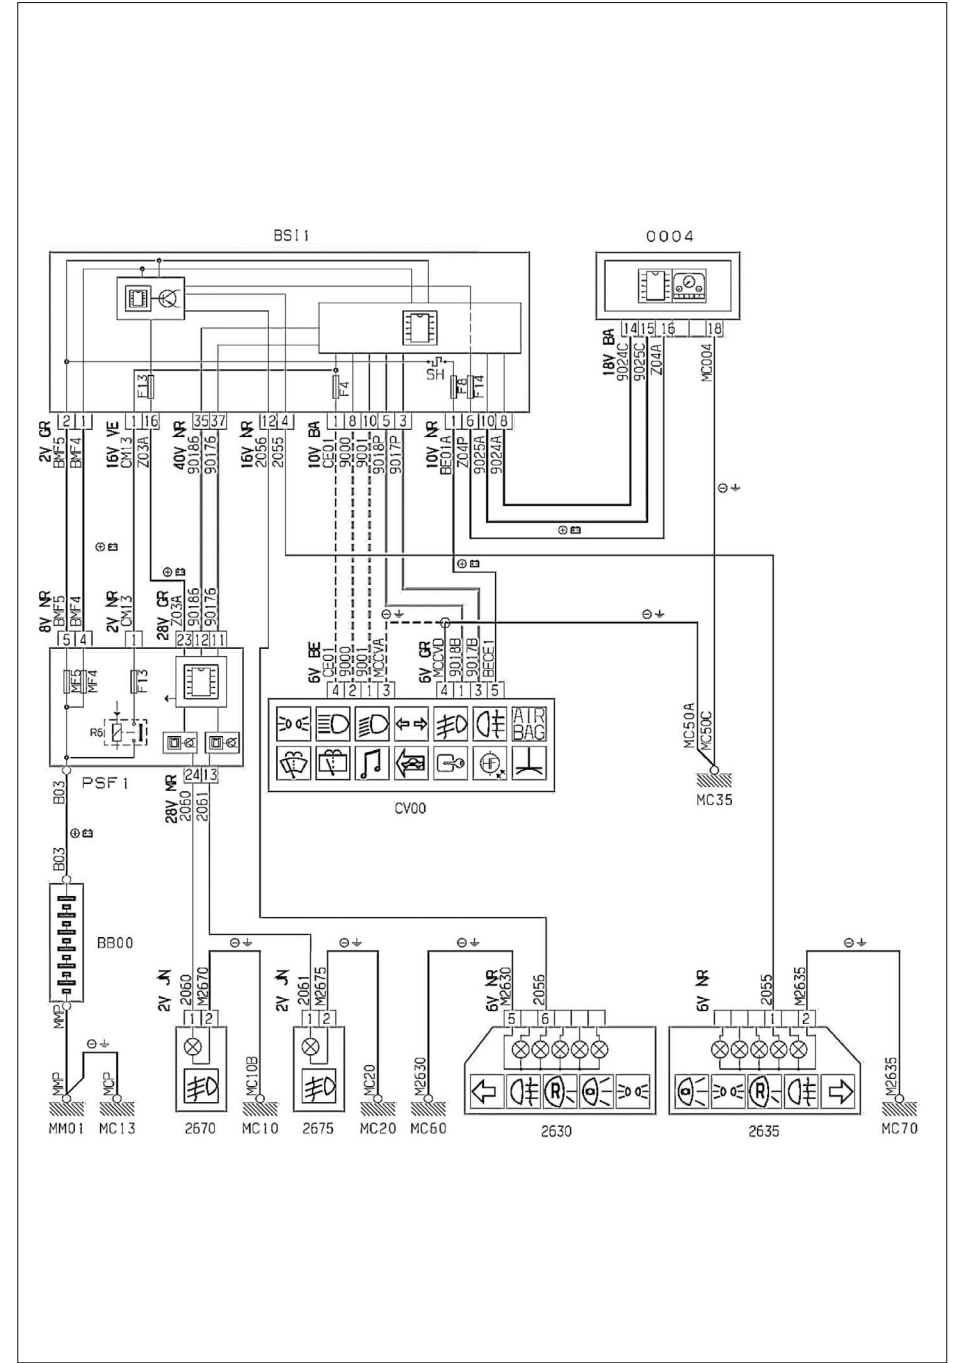 BSI1
0004
SH
F13
F4
F8
F14
14 15 16 18
18V BA
9024C
9025C
Z04A
MC004
2 1
1 16
35 37
12 4
1 8 10 5 3
1 6 10 8
2V GR
BMF5
BMF4
16V VE
CM13
Z03A
40V NR
90186
90176
16V NR
2056
2055
10V BA
CE01
9000
9001
9018P
9017P
10V NR
BE01A
Z04P
9025A
9024A
8V NR
BMF5
BMF4
2V NR
CM13
28V GR
Z03A
90186
90176
5 4
1
23 12 11
6V BE
CE01
9000
9001
MCCVA
6V GR
MCCVD
9018B
9017B
BECE1
4 2 1 3
4 1 3 5
MF5
MF4
F13
R6
AIR
BAG
HF
PSF1
24 13
CV00
MC50A
MC50C
MC35
B03
28V MR
2060
2061
B03
BB00
MMP
2V JN
2060
M2670
2V JN
2061
M2675
6V NR
M2630
2056
6V NR
2055
M2635
1 2
1 2
5 6
1 2
MMP
MCP
MC10B
MC20
M2630
R
R
M2635
MM01
MC13
2670
MC10
2675
MC20
MC60
2630
2635
MC70